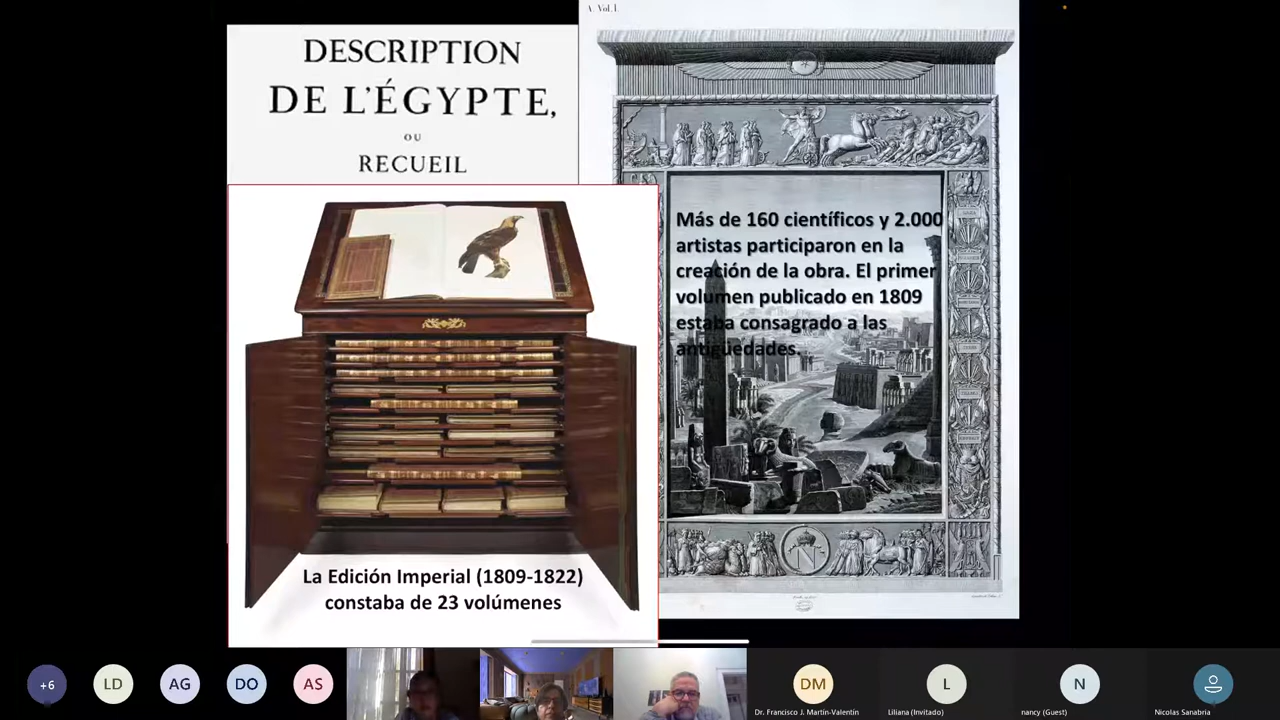 A. Vol. I.
DESCRIPTION
DE L'ÉGYPTE,
OU
RECUEIL
Más de 160 científicos y 2.000
artistas participaron en la
creación de la obra. El primer
volumen publicado en 1809
estaba consagrado a las
antigüedades.
La Edición Imperial (1809-1822)
constaba de 23 volúmenes
N
+6
LD
AG
DO
AS
DM
Dr. Francisco J. Martín-Valentín
L
Liliana (Invitado)
N
nancy (Guest)
Nicolas Sanabria